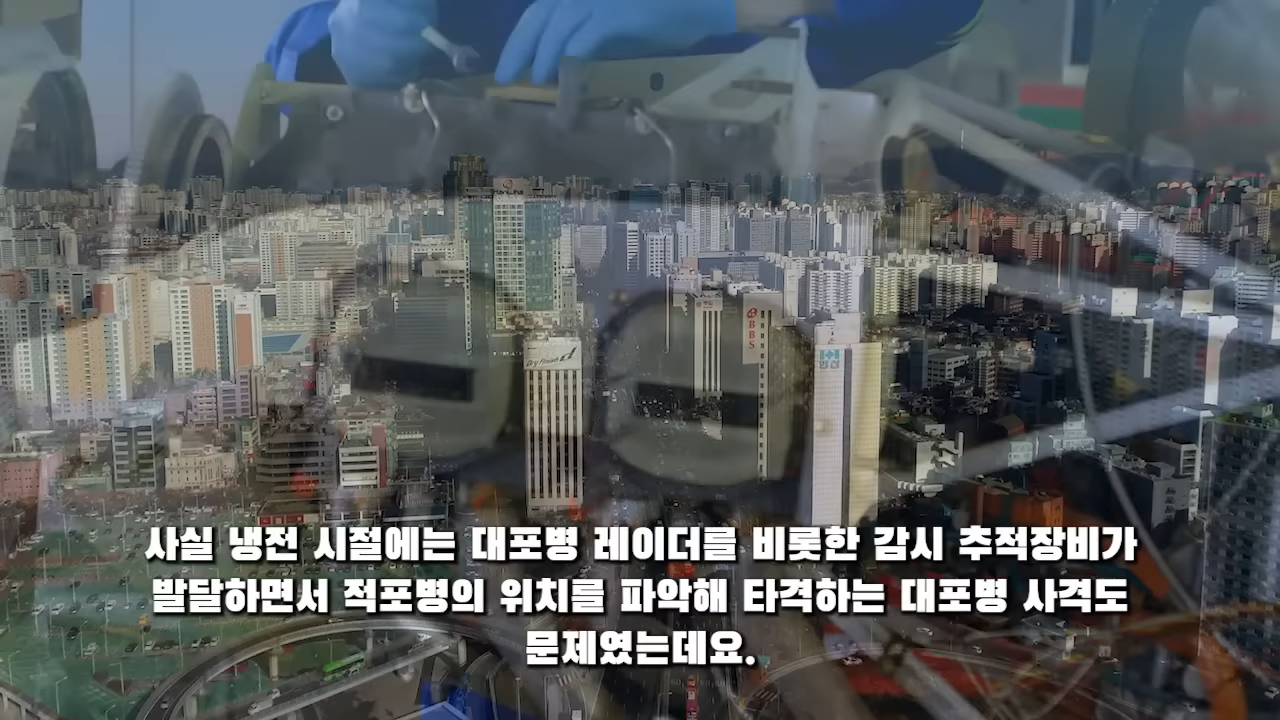 BBS
사실 냉전 시절에는 대포병 레이더를 비롯한 감시 추적장비가
발달하면서 적포병의 위치를 파악해 타격하는 대포병 사격도
문제였는데요.